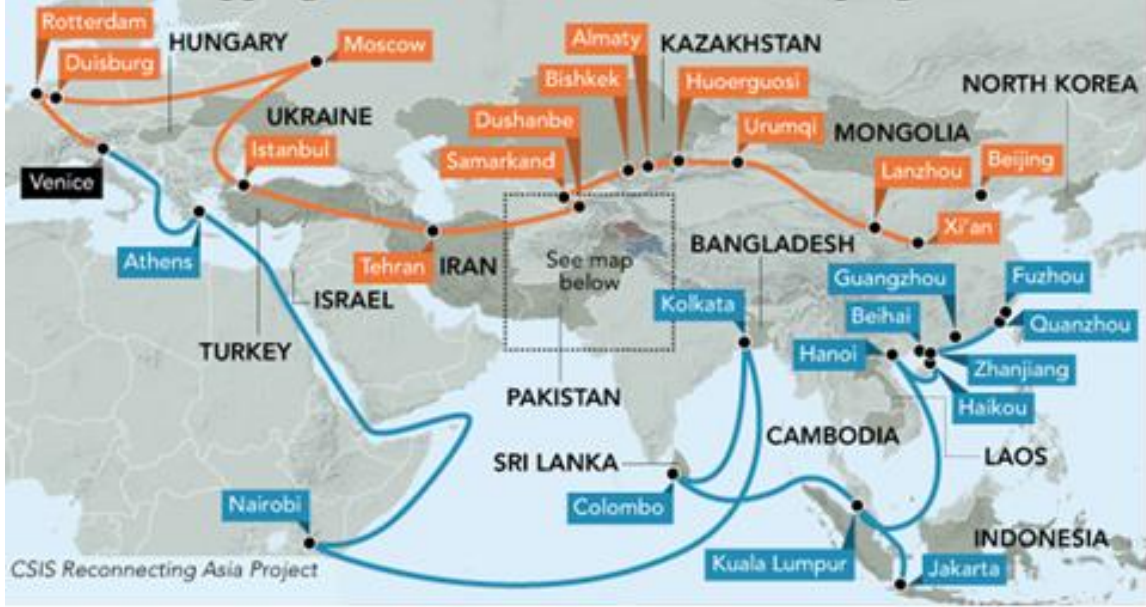 Rotterdam
HUNGARY
Moscow
Almaty
KAZAKHSTAN
Duisburg
Bishkek
Huoerguosi
NORTH KOREA
UKRAINE
Dushanbe
Urumqi
MONGOLIA
Istanbul
Samarkand
Lanzhou
Beijing
Venice
Xi'an
BANGLADESH
Athens
Tehran
IRAN
See map
below
Guangzhou
Fuzhou
ISRAEL
Kolkata
Beihai
Quanzhou
TURKEY
Hanoi
Zhanjiang
PAKISTAN
Haikou
CAMBODIA
SRI LANKA
LAOS
Nairobi
Colombo
INDONESIA
Kuala Lumpur
Jakarta
CSIS Reconnecting Asia Project